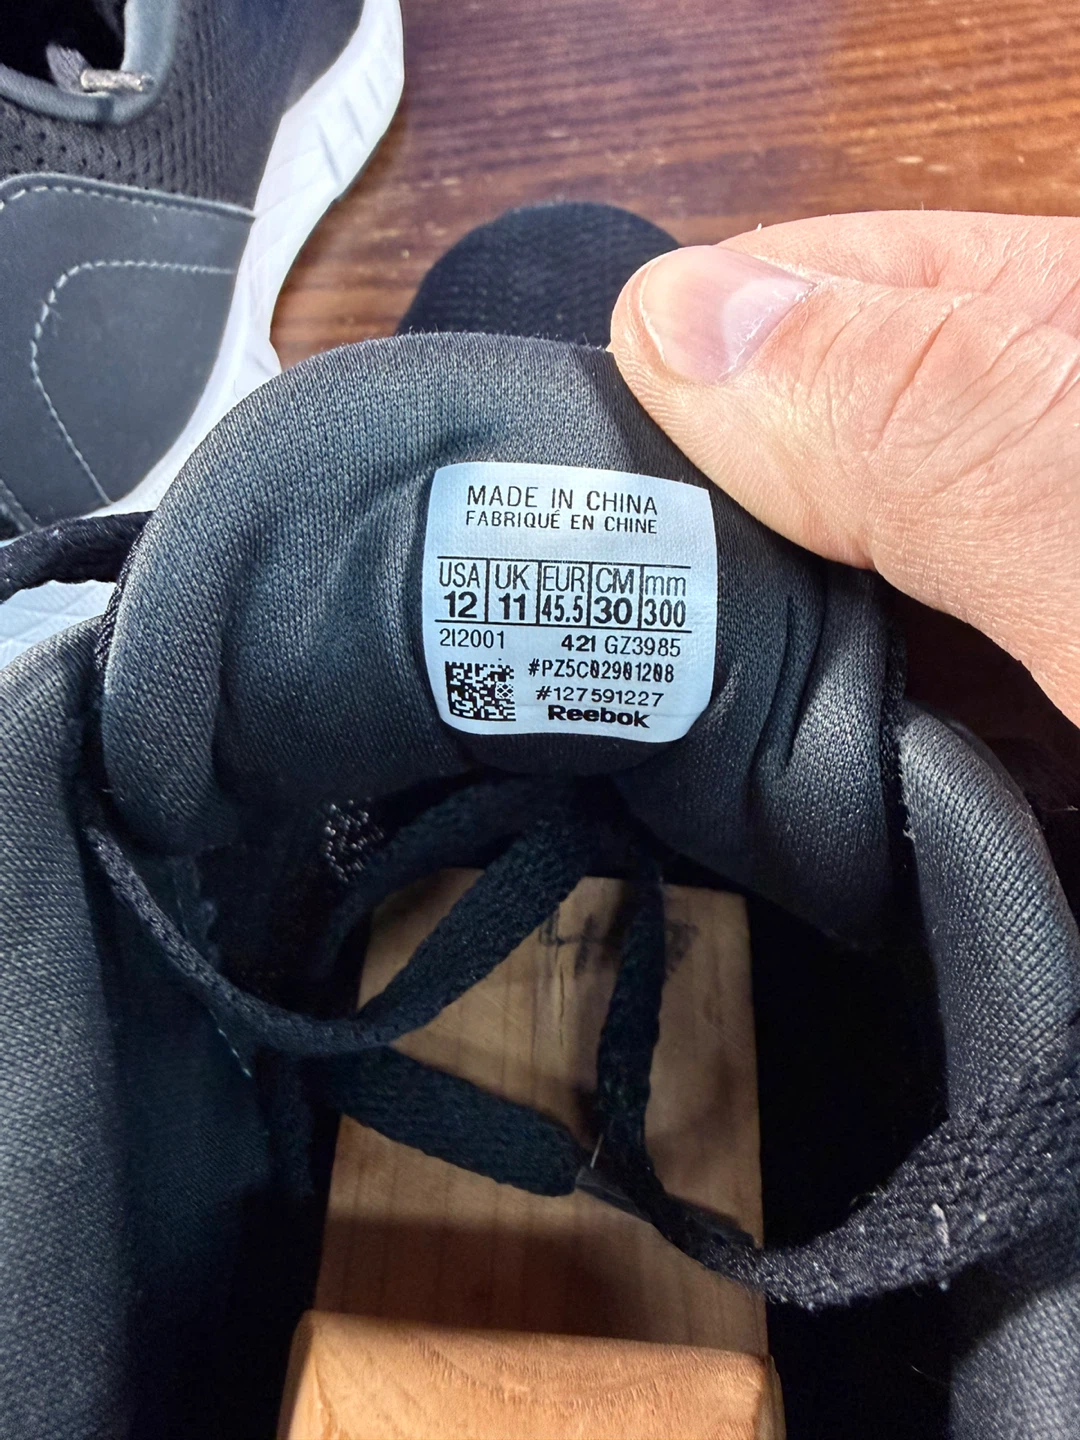 MADE IN CHINA
FABRIQUÉ EN CHINE
USA UK EUR CM mm
12 11 45.5 30 300
212001 421 GZ3985
#PZ5C02901208
#127591227
Reebok